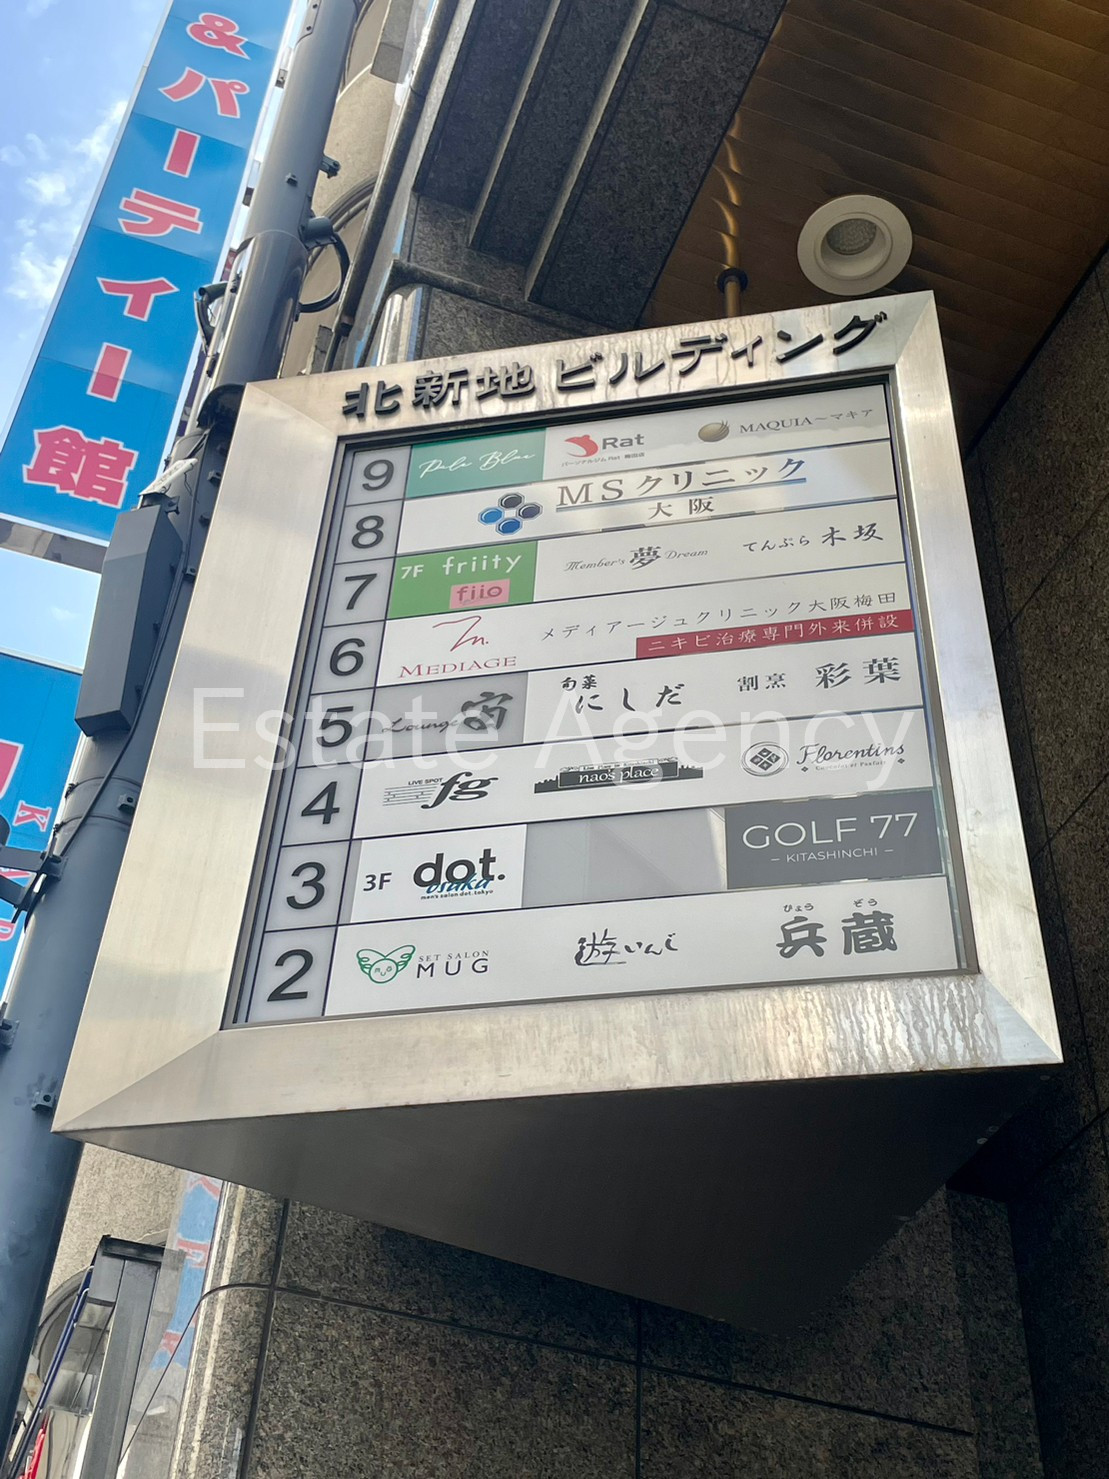 &パーティー館
北新地ビルディング
9
Pale Blue
Rat
パーソナルジム Rat 梅田店
MAQUIA〜マキア
8
MSクリニック
大阪
7
7F friity
fiio
Member's 夢 Dream
てんぷら 木坂
6
MEDIAGE
メディアージュクリニック大阪梅田
ニキビ治療専門外来併設
5
Lounge 宙
旬菜 にしだ
割烹 彩葉
4
LIVE SPOT fg
nao's place
Florentins
3
3F dot.
osaka
men's salon dot. tokyo
GOLF 77
– KITASHINCHI –
2
SET SALON
MUG
遊いんじ
ひょう ぞう
兵蔵
Estate Agency